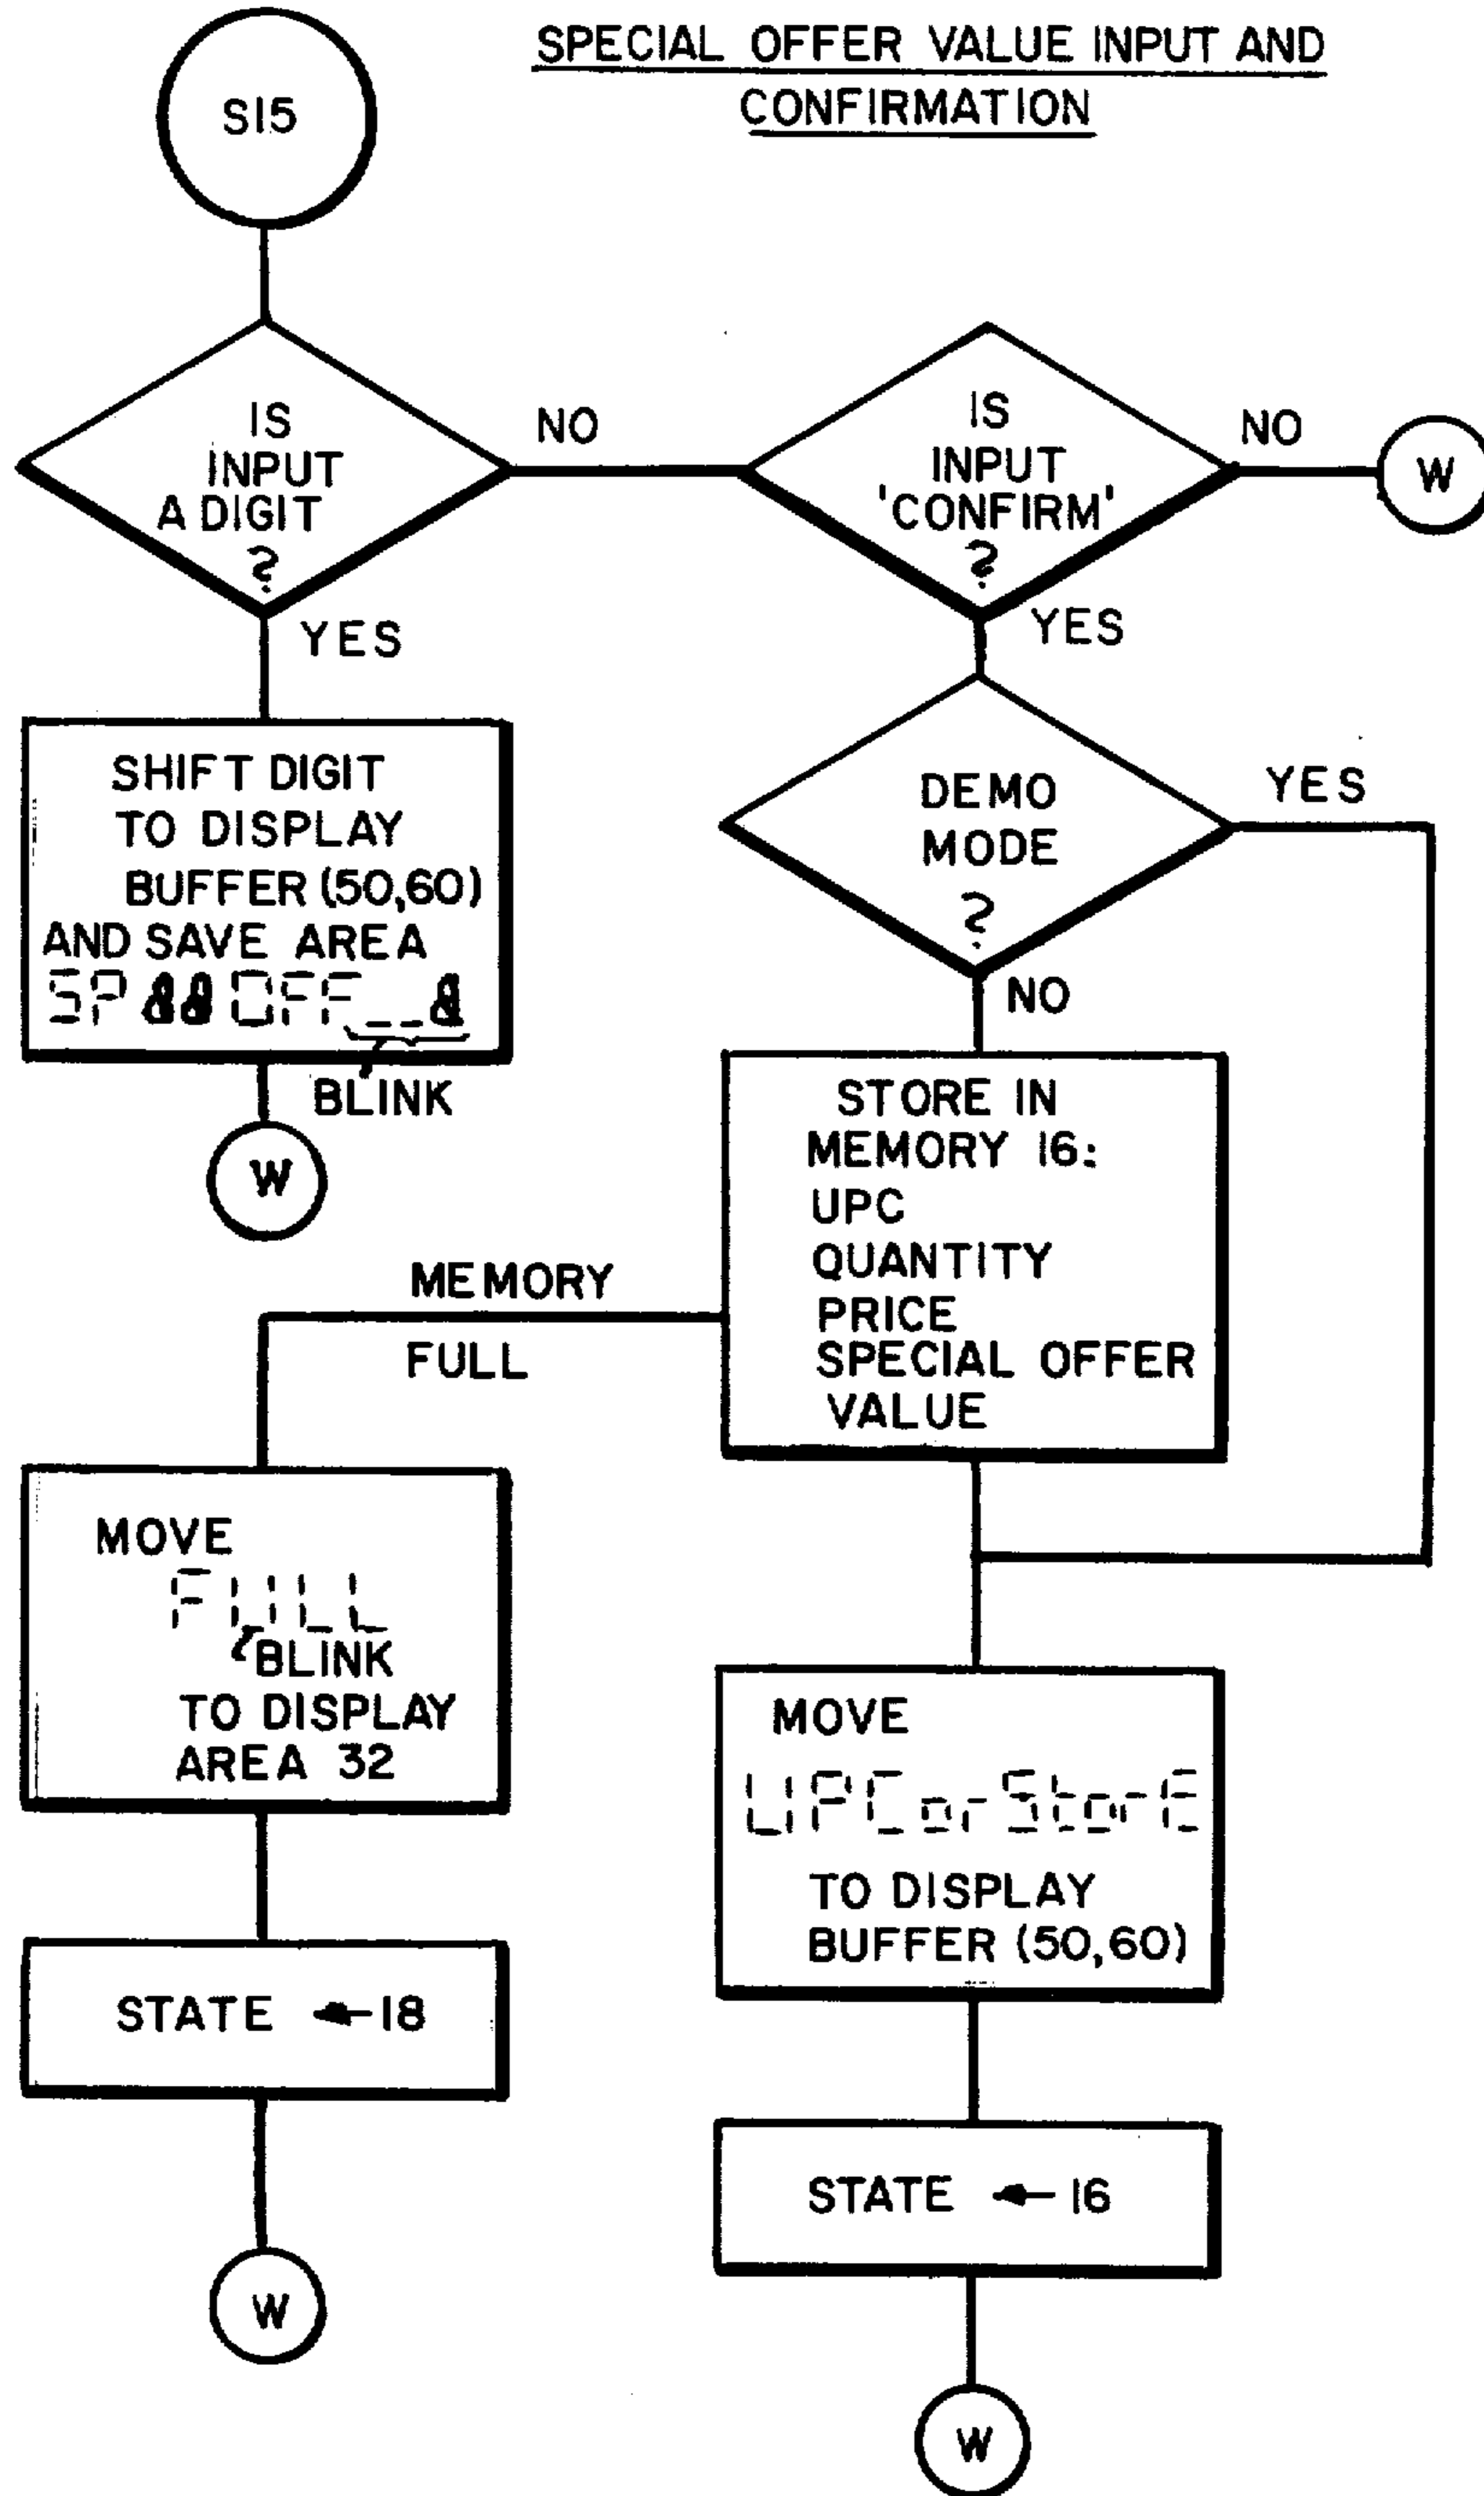 SPECIAL OFFER VALUE INPUT AND
CONFIRMATION
S15
IS
INPUT
A DIGIT
?
NO
YES
IS
INPUT
'CONFIRM'
?
NO
W
YES
SHIFT DIGIT
TO DISPLAY
BUFFER (50,60)
AND SAVE AREA
SP OFF
BLINK
W
DEMO
MODE
?
YES
NO
STORE IN
MEMORY 16:
UPC
QUANTITY
PRICE
SPECIAL OFFER
VALUE
MEMORY
FULL
MOVE
FULL
BLINK
TO DISPLAY
AREA 32
STATE ← 18
W
MOVE
UPCorStorE
TO DISPLAY
BUFFER (50,60)
STATE ← 16
W